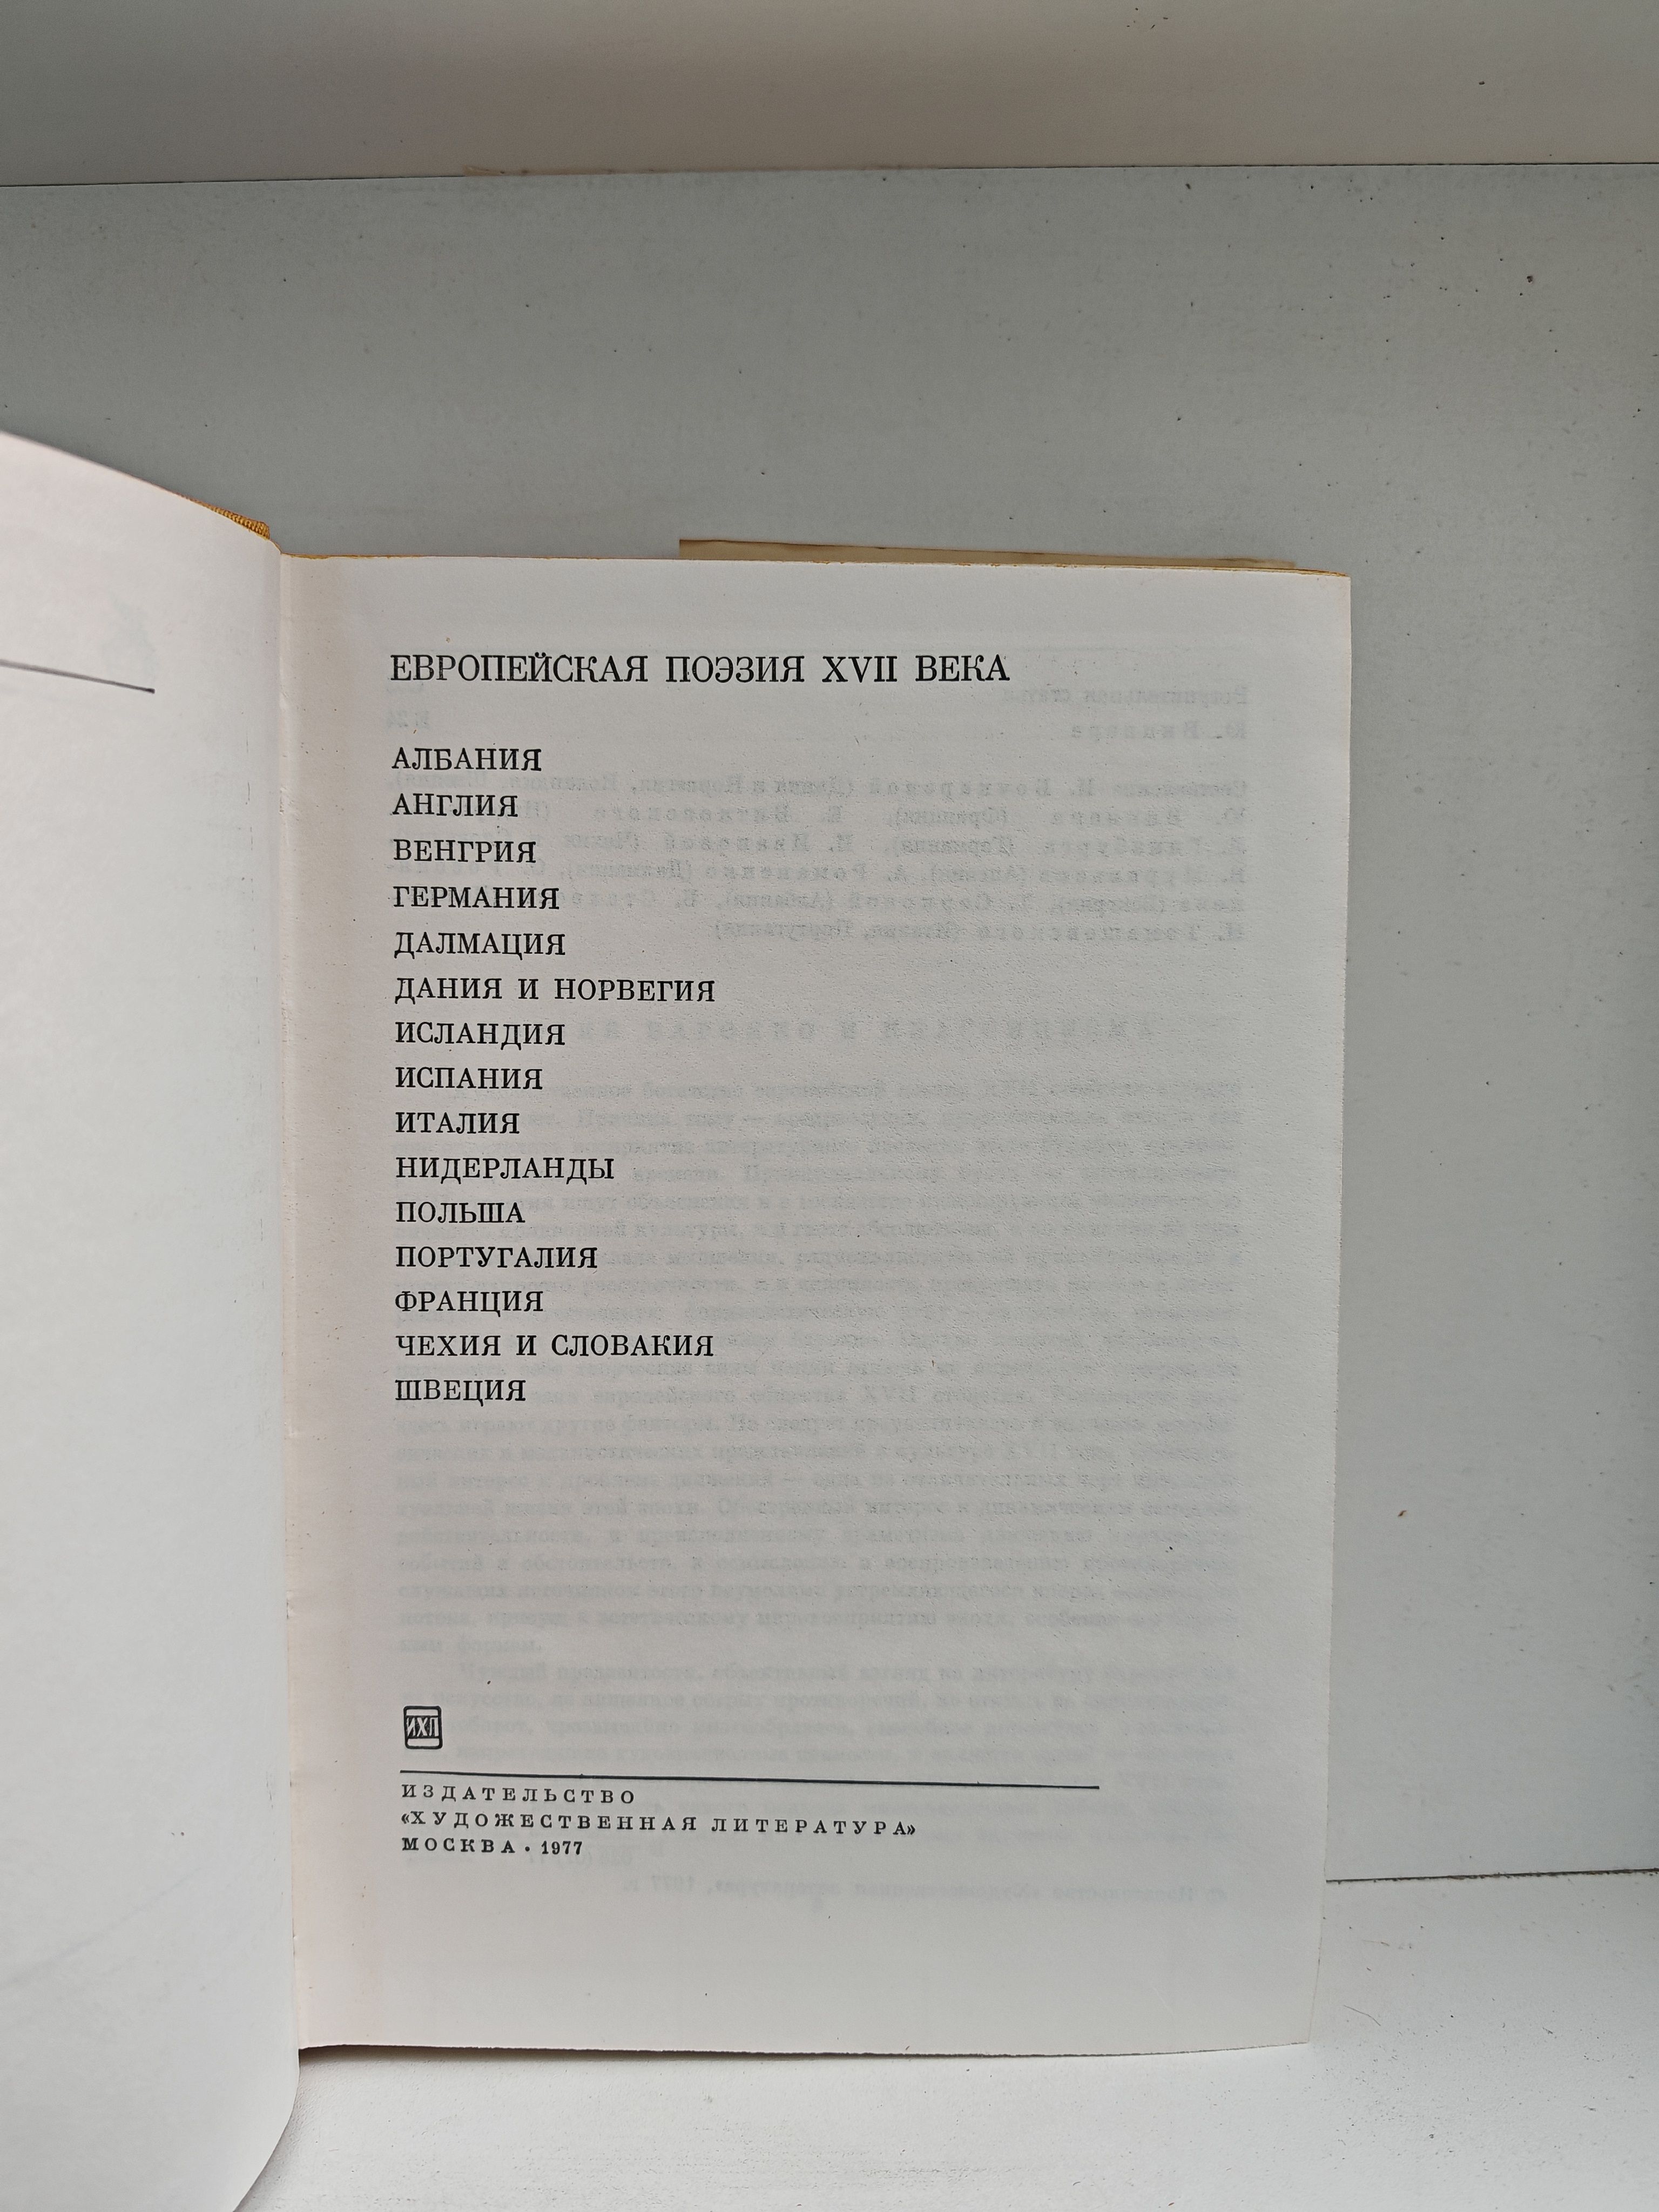 ЕВРОПЕЙСКАЯ ПОЭЗИЯ XVII ВЕКА
АЛБАНИЯ
АНГЛИЯ
ВЕНГРИЯ
ГЕРМАНИЯ
ДАЛМАЦИЯ
ДАНИЯ И НОРВЕГИЯ
ИСЛАНДИЯ
ИСПАНИЯ
ИТАЛИЯ
НИДЕРЛАНДЫ
ПОЛЬША
ПОРТУГАЛИЯ
ФРАНЦИЯ
ЧЕХИЯ И СЛОВАКИЯ
ШВЕЦИЯ
ИХЛ
ИЗДАТЕЛЬСТВО
«ХУДОЖЕСТВЕННАЯ ЛИТЕРАТУРА»
МОСКВА • 1977